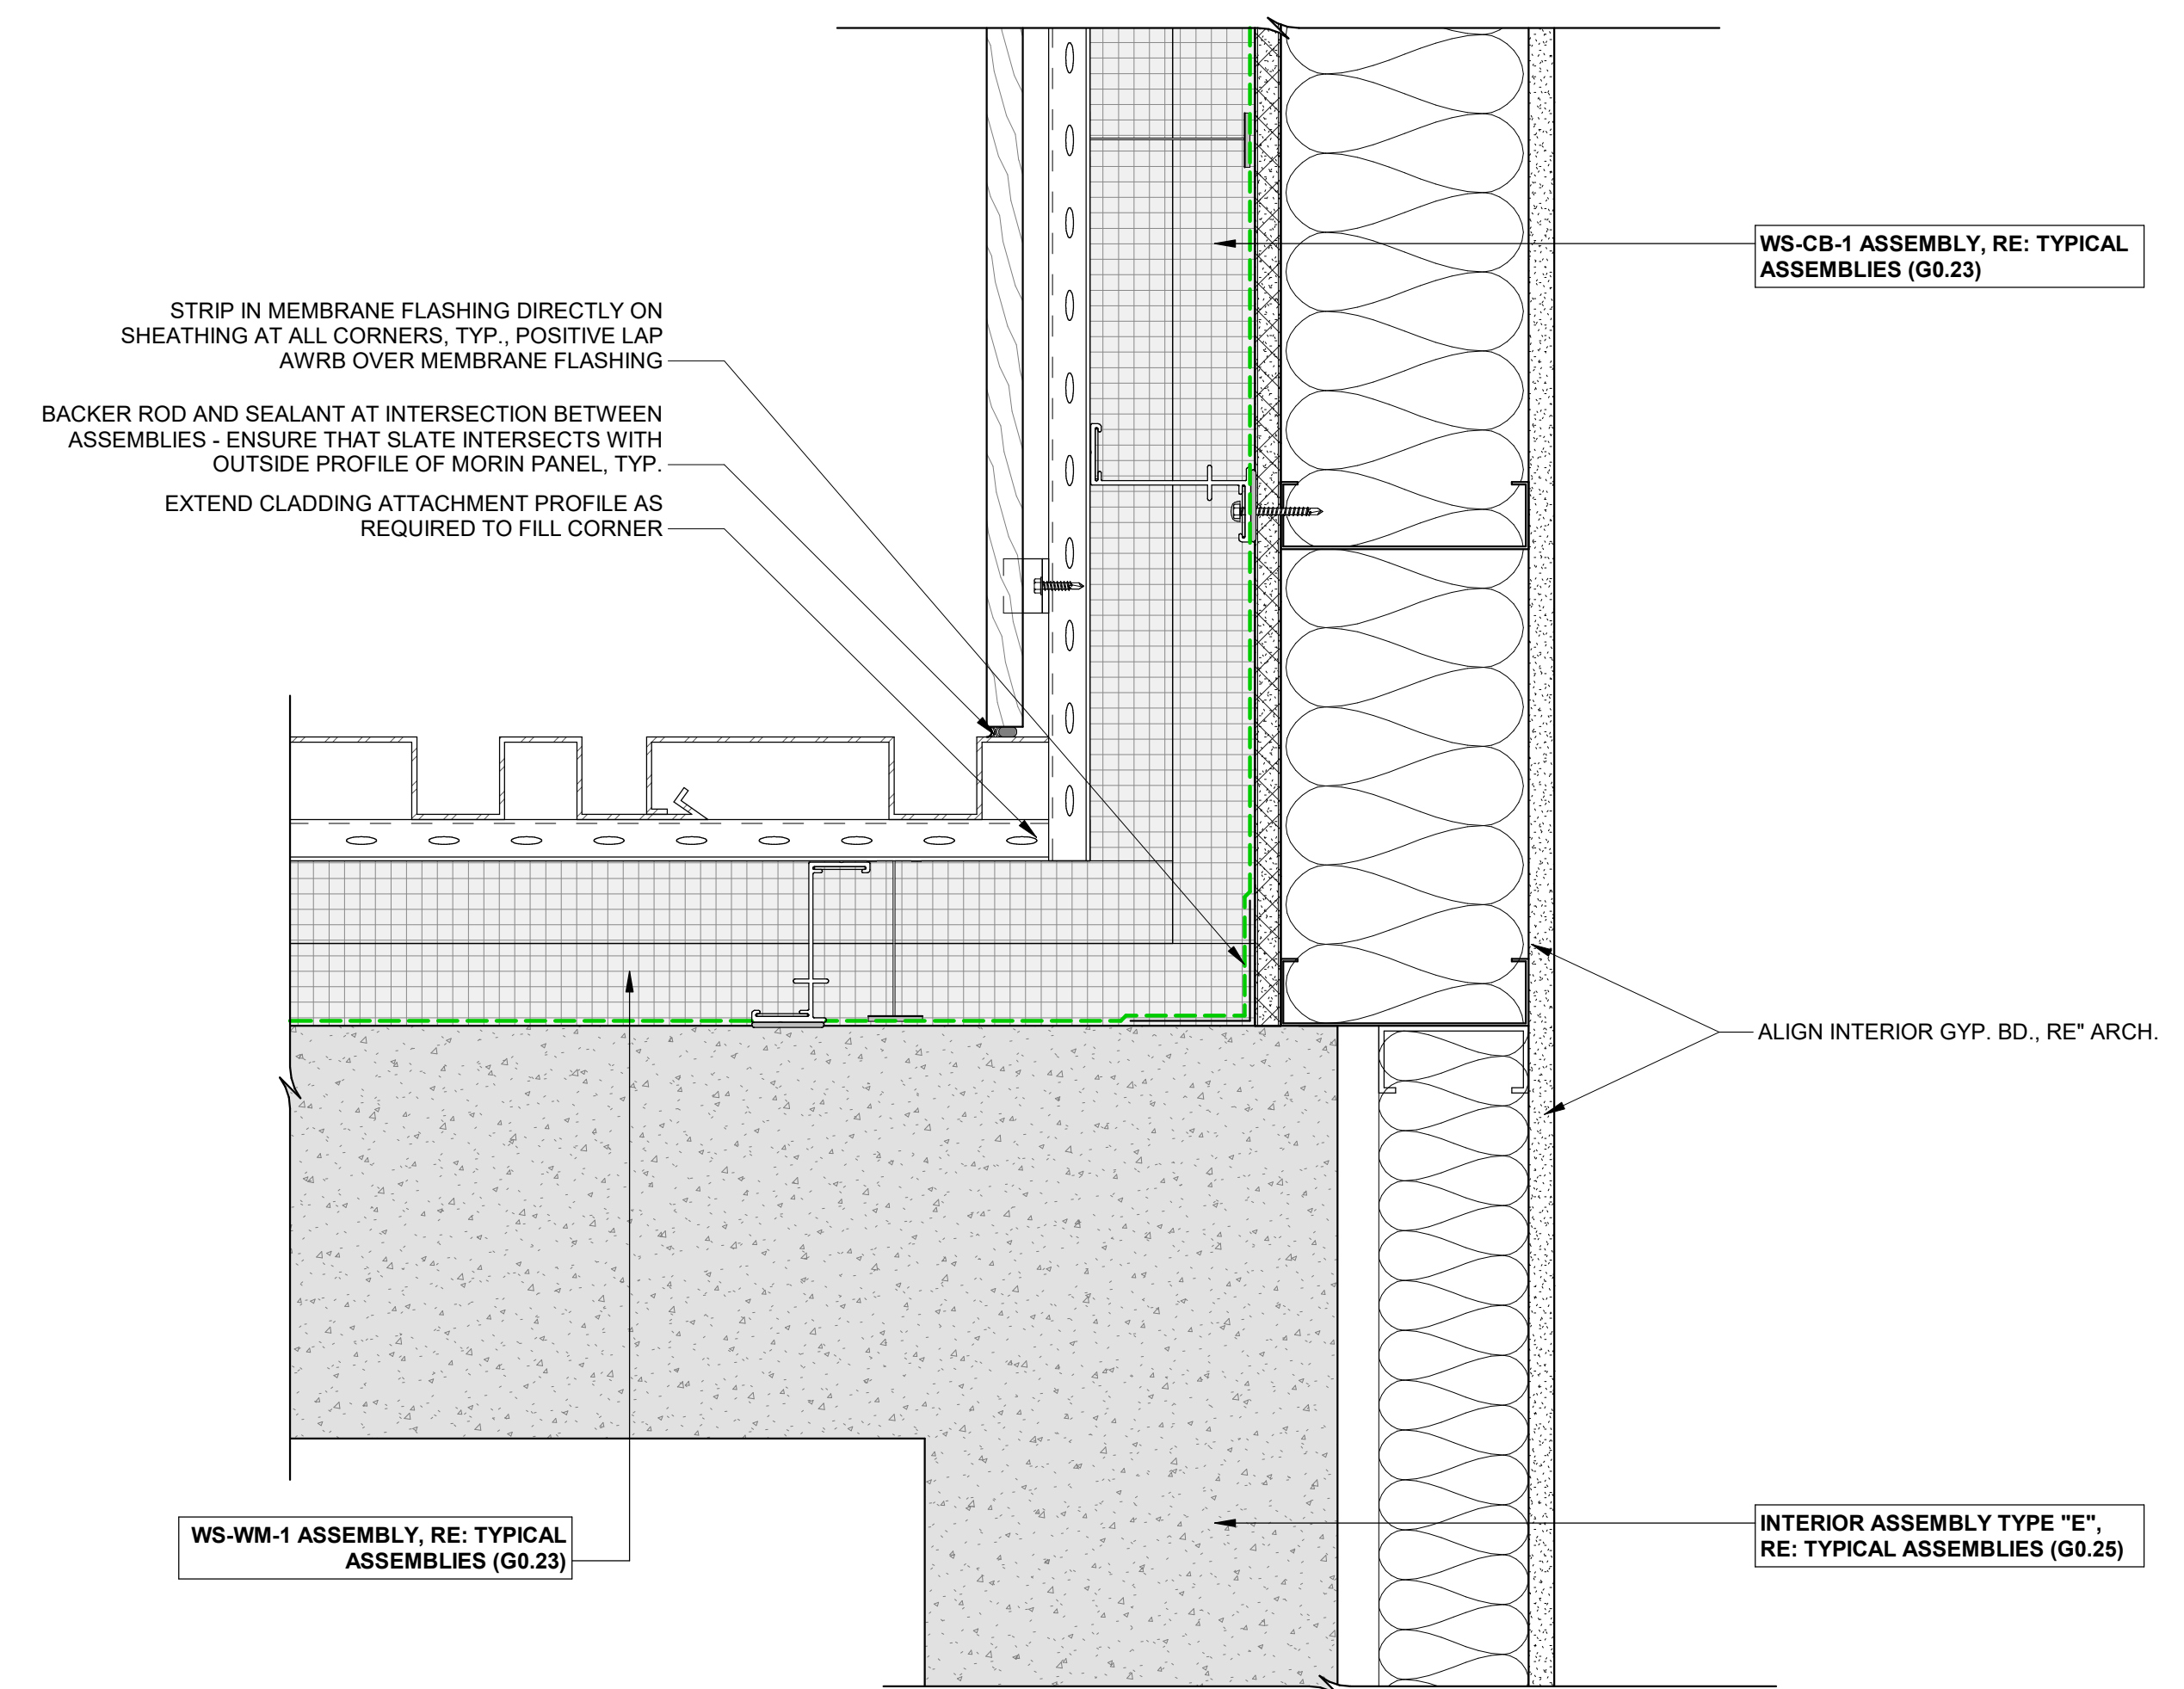 STRIP IN MEMBRANE FLASHING DIRECTLY ON
SHEATHING AT ALL CORNERS, TYP., POSITIVE LAP
AWRB OVER MEMBRANE FLASHING
BACKER ROD AND SEALANT AT INTERSECTION BETWEEN
ASSEMBLIES - ENSURE THAT SLATE INTERSECTS WITH
OUTSIDE PROFILE OF MORIN PANEL, TYP.
EXTEND CLADDING ATTACHMENT PROFILE AS
REQUIRED TO FILL CORNER
WS-CB-1 ASSEMBLY, RE: TYPICAL
ASSEMBLIES (G0.23)
ALIGN INTERIOR GYP. BD., RE" ARCH.
WS-WM-1 ASSEMBLY, RE: TYPICAL
ASSEMBLIES (G0.23)
INTERIOR ASSEMBLY TYPE "E",
RE: TYPICAL ASSEMBLIES (G0.25)